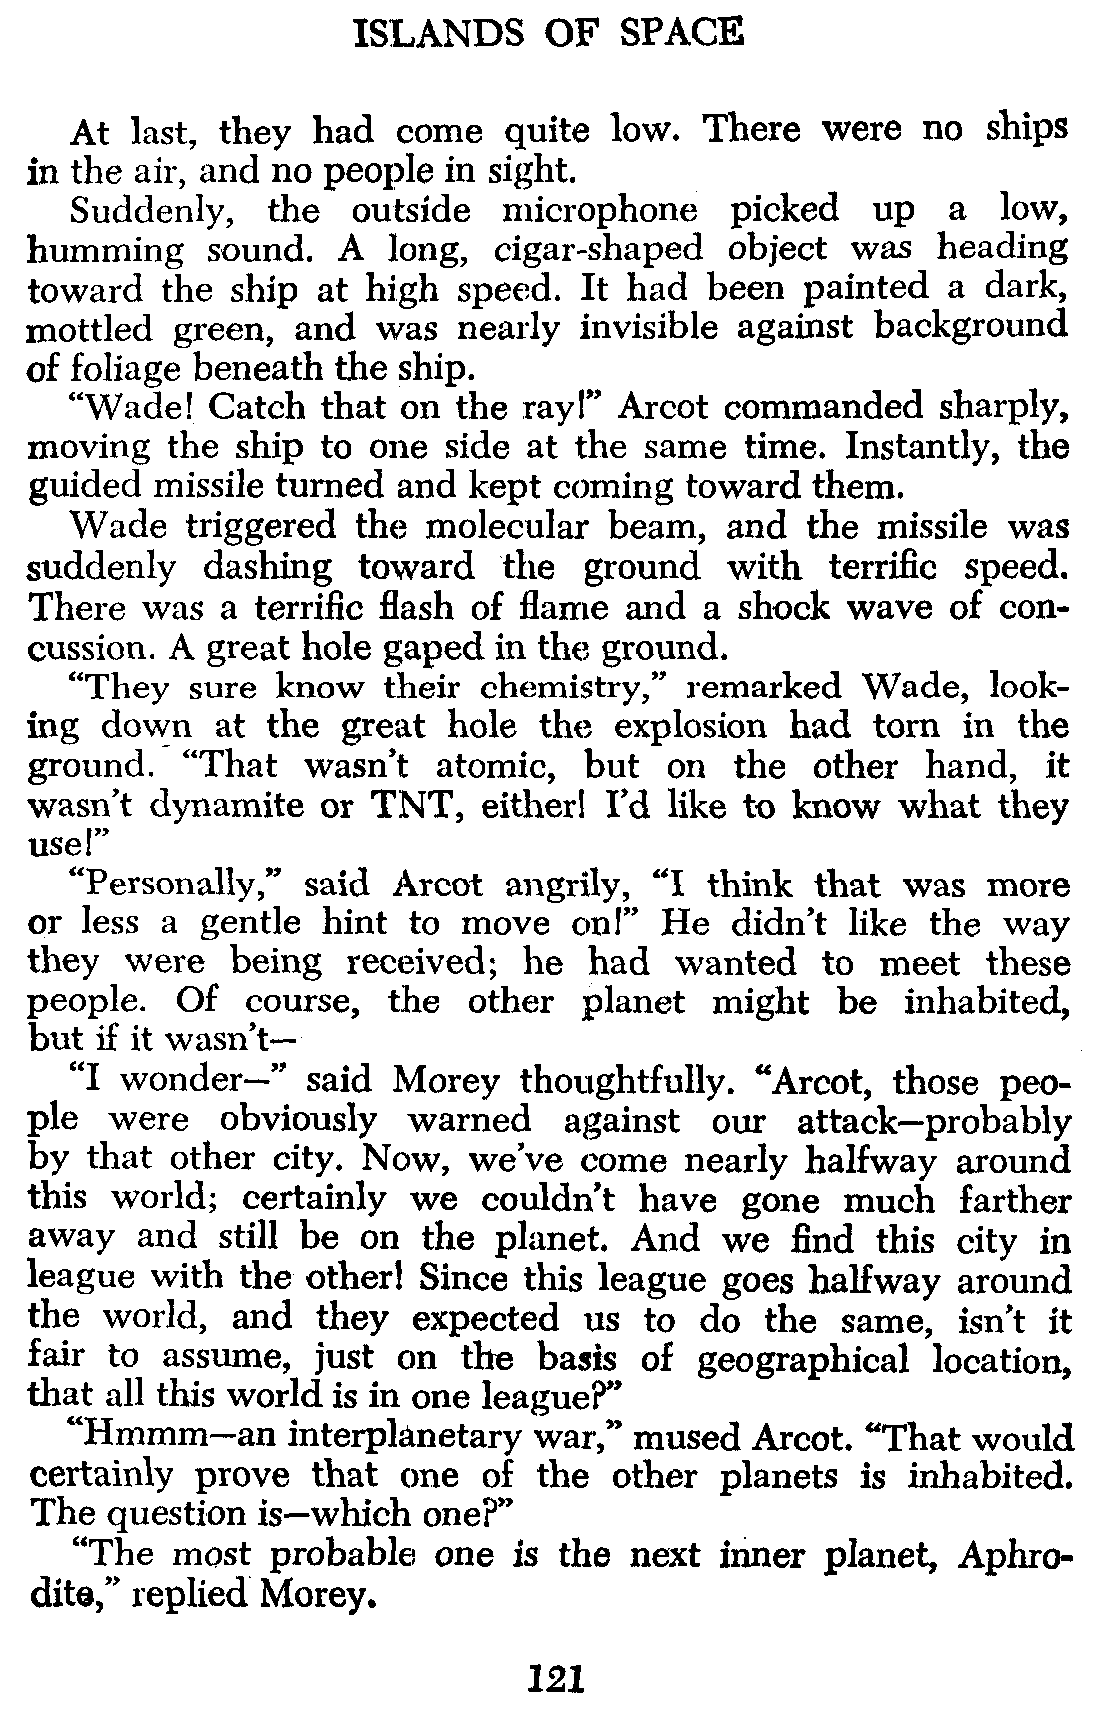 ISLANDS OF SPACE
At last, they had come quite low. There were no ships
in the air, and no people in sight.
Suddenly, the outside microphone picked up a low,
humming sound. A long, cigar-shaped object was heading
toward the ship at high speed. It had been painted a dark,
mottled green, and was nearly invisible against background
of foliage beneath the ship.
“Wade! Catch that on the ray!” Arcot commanded sharply,
moving the ship to one side at the same time. Instantly, the
guided missile turned and kept coming toward them.
Wade triggered the molecular beam, and the missile was
suddenly dashing toward the ground with terrific speed.
There was a terrific flash of flame and a shock wave of con-
cussion. A great hole gaped in the ground.
“They sure know their chemistry,” remarked Wade, look-
ing down at the great hole the explosion had torn in the
ground. “That wasn’t atomic, but on the other hand, it
wasn’t dynamite or TNT, either! I’d like to know what they
use!”
“Personally,” said Arcot angrily, “I think that was more
or less a gentle hint to move on!” He didn’t like the way
they were being received; he had wanted to meet these
people. Of course, the other planet might be inhabited,
but if it wasn’t—
“I wonder—” said Morey thoughtfully. “Arcot, those peo-
ple were obviously warned against our attack—probably
by that other city. Now, we’ve come nearly halfway around
this world; certainly we couldn’t have gone much farther
away and still be on the planet. And we find this city in
league with the other! Since this league goes halfway around
the world, and they expected us to do the same, isn’t it
fair to assume, just on the basis of geographical location,
that all this world is in one league?”
“Hmmm—an interplanetary war,” mused Arcot. “That would
certainly prove that one of the other planets is inhabited.
The question is—which one?”
“The most probable one is the next inner planet, Aphro-
dite,” replied Morey.
121